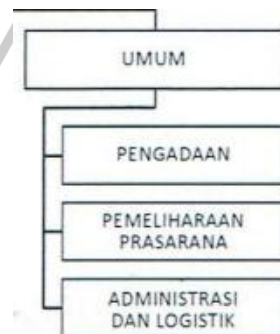 UMUM
PENGADAAN
PEMELIHARAAN
PRASARANA
ADMINISTRASI
DAN LOGISTIK